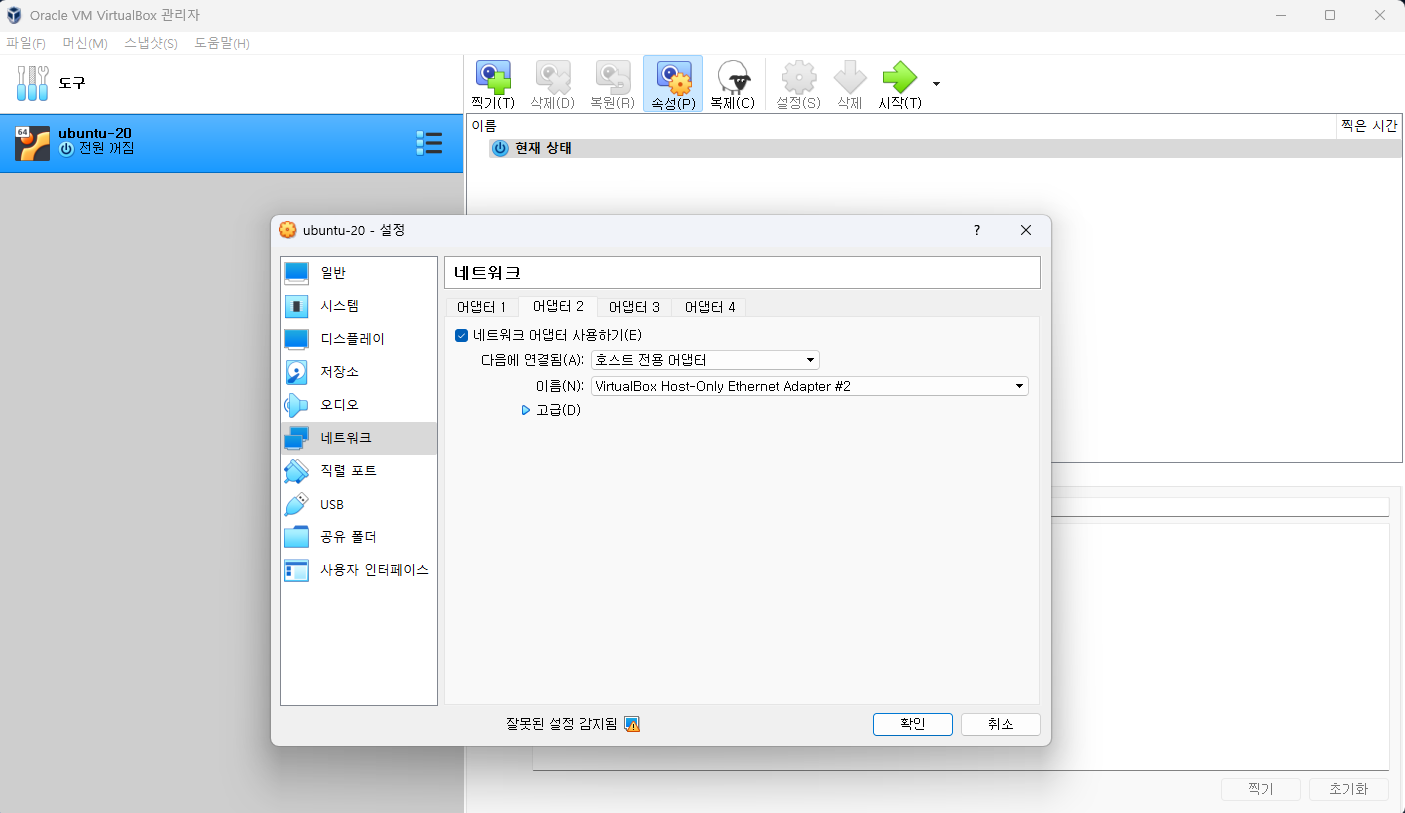 Oracle VM VirtualBox 관리자
파일(F) 머신(M) 스냅샷(S) 도움말(H)
도구
찍기(T) 삭제(D) 복원(R) 속성(P) 복제(C) 설정(S) 삭제 시작(T)
64
ubuntu-20
전원 꺼짐
이름 찍은 시간
현재 상태
ubuntu-20 - 설정 ?
일반
시스템
디스플레이
저장소
오디오
네트워크
직렬 포트
USB
공유 폴더
사용자 인터페이스
네트워크
어댑터 1 어댑터 2 어댑터 3 어댑터 4
네트워크 어댑터 사용하기(E)
다음에 연결됨(A): 호스트 전용 어댑터
이름(N): VirtualBox Host-Only Ethernet Adapter #2
고급(D)
잘못된 설정 감지됨 확인 취소
찍기 초기화